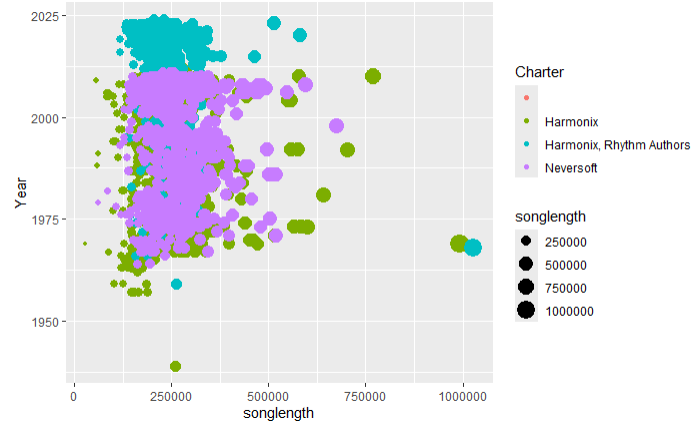 2025
2000
1975
1950
Year
0
250000
500000
750000
1000000
songlength
Charter
Harmonix
Harmonix, Rhythm Authors
Neversoft
songlength
250000
500000
750000
1000000